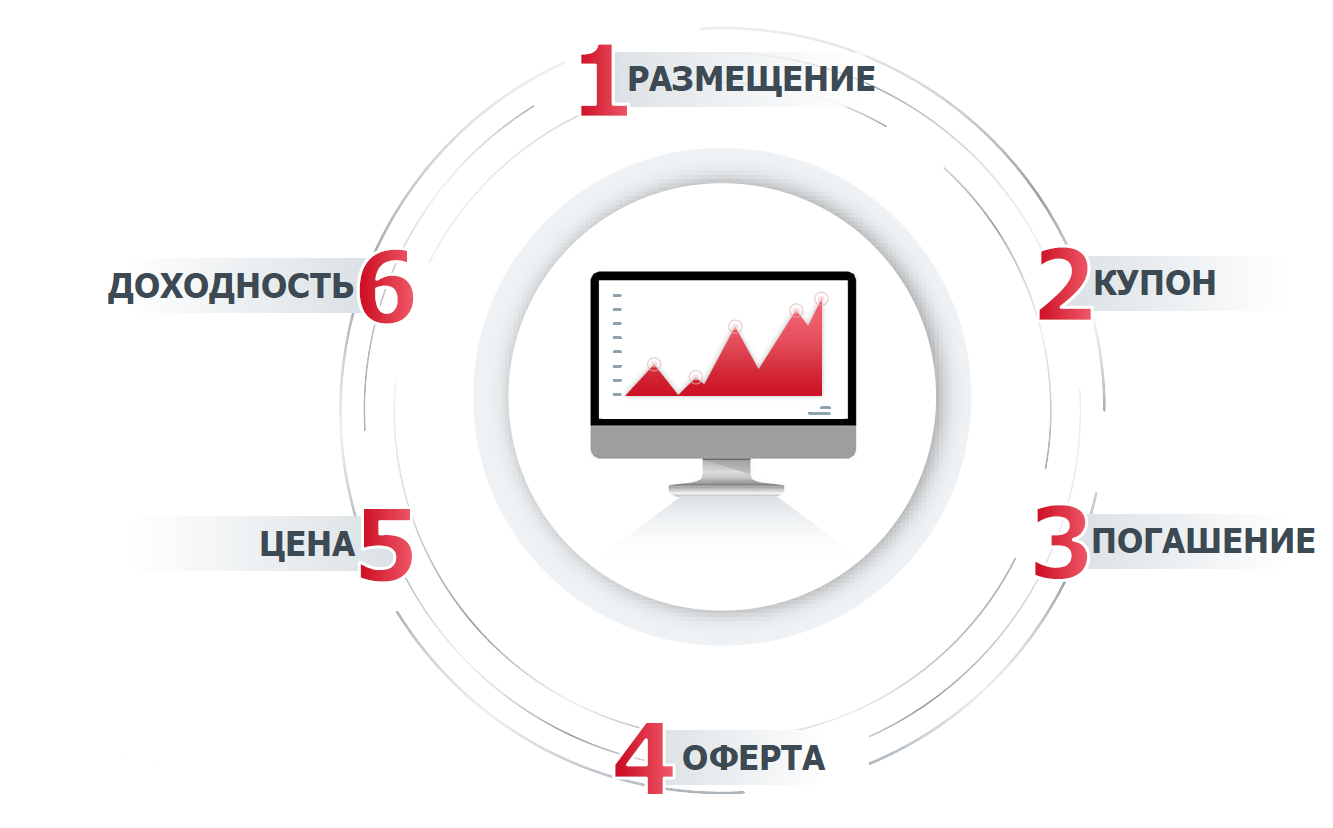 1 РАЗМЕЩЕНИЕ
2 КУПОН
3 ПОГАШЕНИЕ
4 ОФЕРТА
5 ЦЕНА
6 ДОХОДНОСТЬ